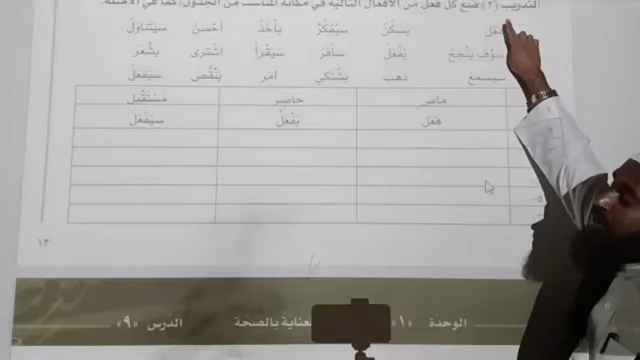 التدريب (٢) ضع كل فعل من الأفعال التالية في مكانه المناسب من الجدول، كما في الأمثلة.
فعل يسكن سيفكر يأخذ أحسن سيتناول
سوف ينجح يفعل سافر سيقرأ اشترى يشعر
سيسمع ذهب يشتكي أمر ينقص سيفعل
ماض حاضر مستقبل
فعل يفعل سيفعل
١٣
الوحدة «١» العناية بالصحة الدرس «٩»